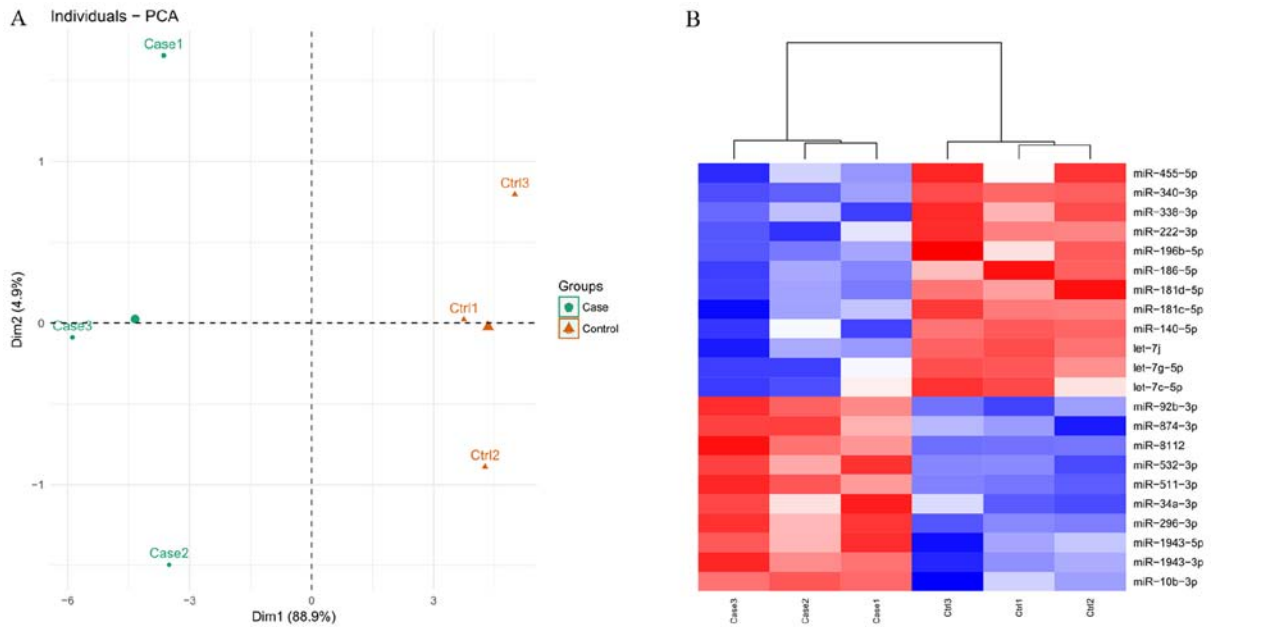 A
Individuals − PCA
Case1
Ctrl3
1
Ctrl1
0
Case3
Ctrl2
−1
Case2
−6
−3
0
3
Dim1 (88.9%)
Dim2 (4.9%)
Groups
Case
Control
B
miR−455−5p
miR−340−3p
miR−338−3p
miR−222−3p
miR−196b−5p
miR−186−5p
miR−181d−5p
miR−181c−5p
miR−140−5p
let−7j
let−7g−5p
let−7c−5p
miR−92b−3p
miR−874−3p
miR−8112
miR−532−3p
miR−511−3p
miR−34a−3p
miR−296−3p
miR−1943−5p
miR−1943−3p
miR−10b−3p
Case3
Case2
Case1
Ctrl3
Ctrl1
Ctrl2